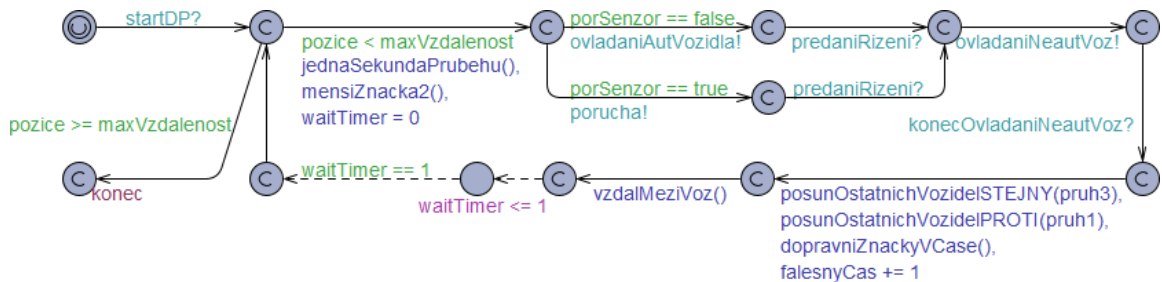 startDP?
C
C
C
C
C
pozice < maxVzdalenost
jednaSekundaPrubehu(),
mensiZnacka2(),
waitTimer = 0
porSenzor == false
ovladaniAutVozidla!
predaniRizeni?
ovladaniNeautVoz!
porSenzor == true
porucha!
C
predaniRizeni?
pozice >= maxVzdalenost
konecOvladaniNeautVoz?
C
konec
C
waitTimer == 1
waitTimer <= 1
C
vzdalMeziVoz()
C
posunOstatnichVozidelSTEJNY(pruh3),
posunOstatnichVozidelPROTI(pruh1),
dopravniZnackyVCase(),
falesnyCas += 1
C